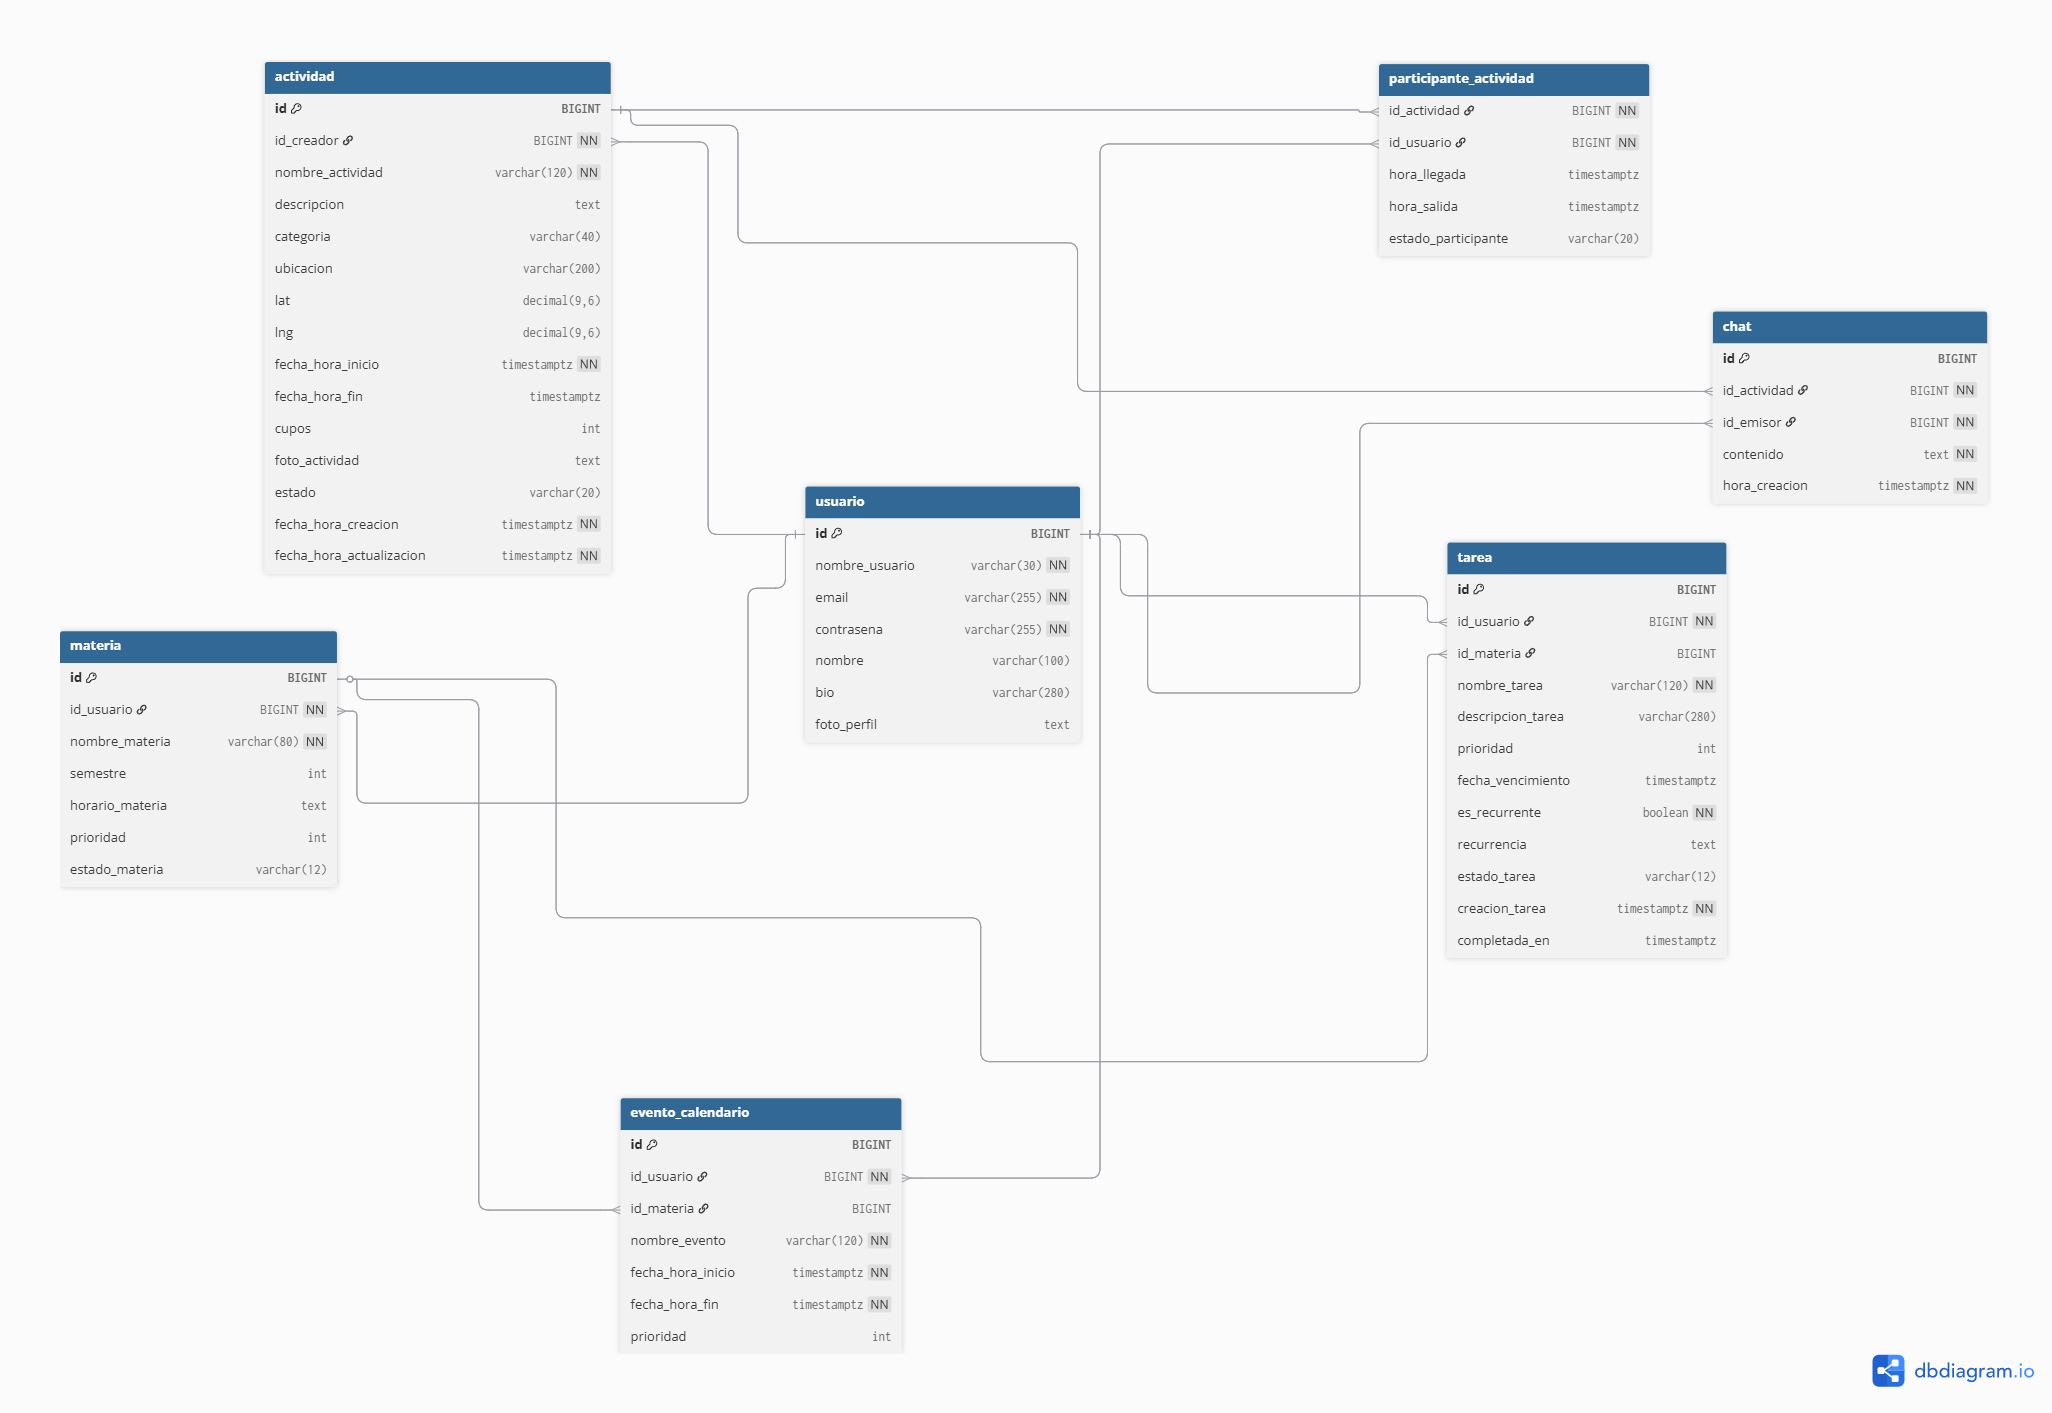 actividad
id BIGINT
id_creador BIGINT NN
nombre_actividad varchar(120) NN
descripcion text
categoria varchar(40)
ubicacion varchar(200)
lat decimal(9,6)
lng decimal(9,6)
fecha_hora_inicio timestamptz NN
fecha_hora_fin timestamptz
cupos int
foto_actividad text
estado varchar(20)
fecha_hora_creacion timestamptz NN
fecha_hora_actualizacion timestamptz NN
participante_actividad
id_actividad BIGINT NN
id_usuario BIGINT NN
hora_llegada timestamptz
hora_salida timestamptz
estado_participante varchar(20)
chat
id BIGINT
id_actividad BIGINT NN
id_emisor BIGINT NN
contenido text NN
hora_creacion timestamptz NN
usuario
id BIGINT
nombre_usuario varchar(30) NN
email varchar(255) NN
contrasena varchar(255) NN
nombre varchar(100)
bio varchar(280)
foto_perfil text
tarea
id BIGINT
id_usuario BIGINT NN
id_materia BIGINT
nombre_tarea varchar(120) NN
descripcion_tarea varchar(280)
prioridad int
fecha_vencimiento timestamptz
es_recurrente boolean NN
recurrencia text
estado_tarea varchar(12)
creacion_tarea timestamptz NN
completada_en timestamptz
materia
id BIGINT
id_usuario BIGINT NN
nombre_materia varchar(80) NN
semestre int
horario_materia text
prioridad int
estado_materia varchar(12)
evento_calendario
id BIGINT
id_usuario BIGINT NN
id_materia BIGINT
nombre_evento varchar(120) NN
fecha_hora_inicio timestamptz NN
fecha_hora_fin timestamptz NN
prioridad int
dbdiagram.io